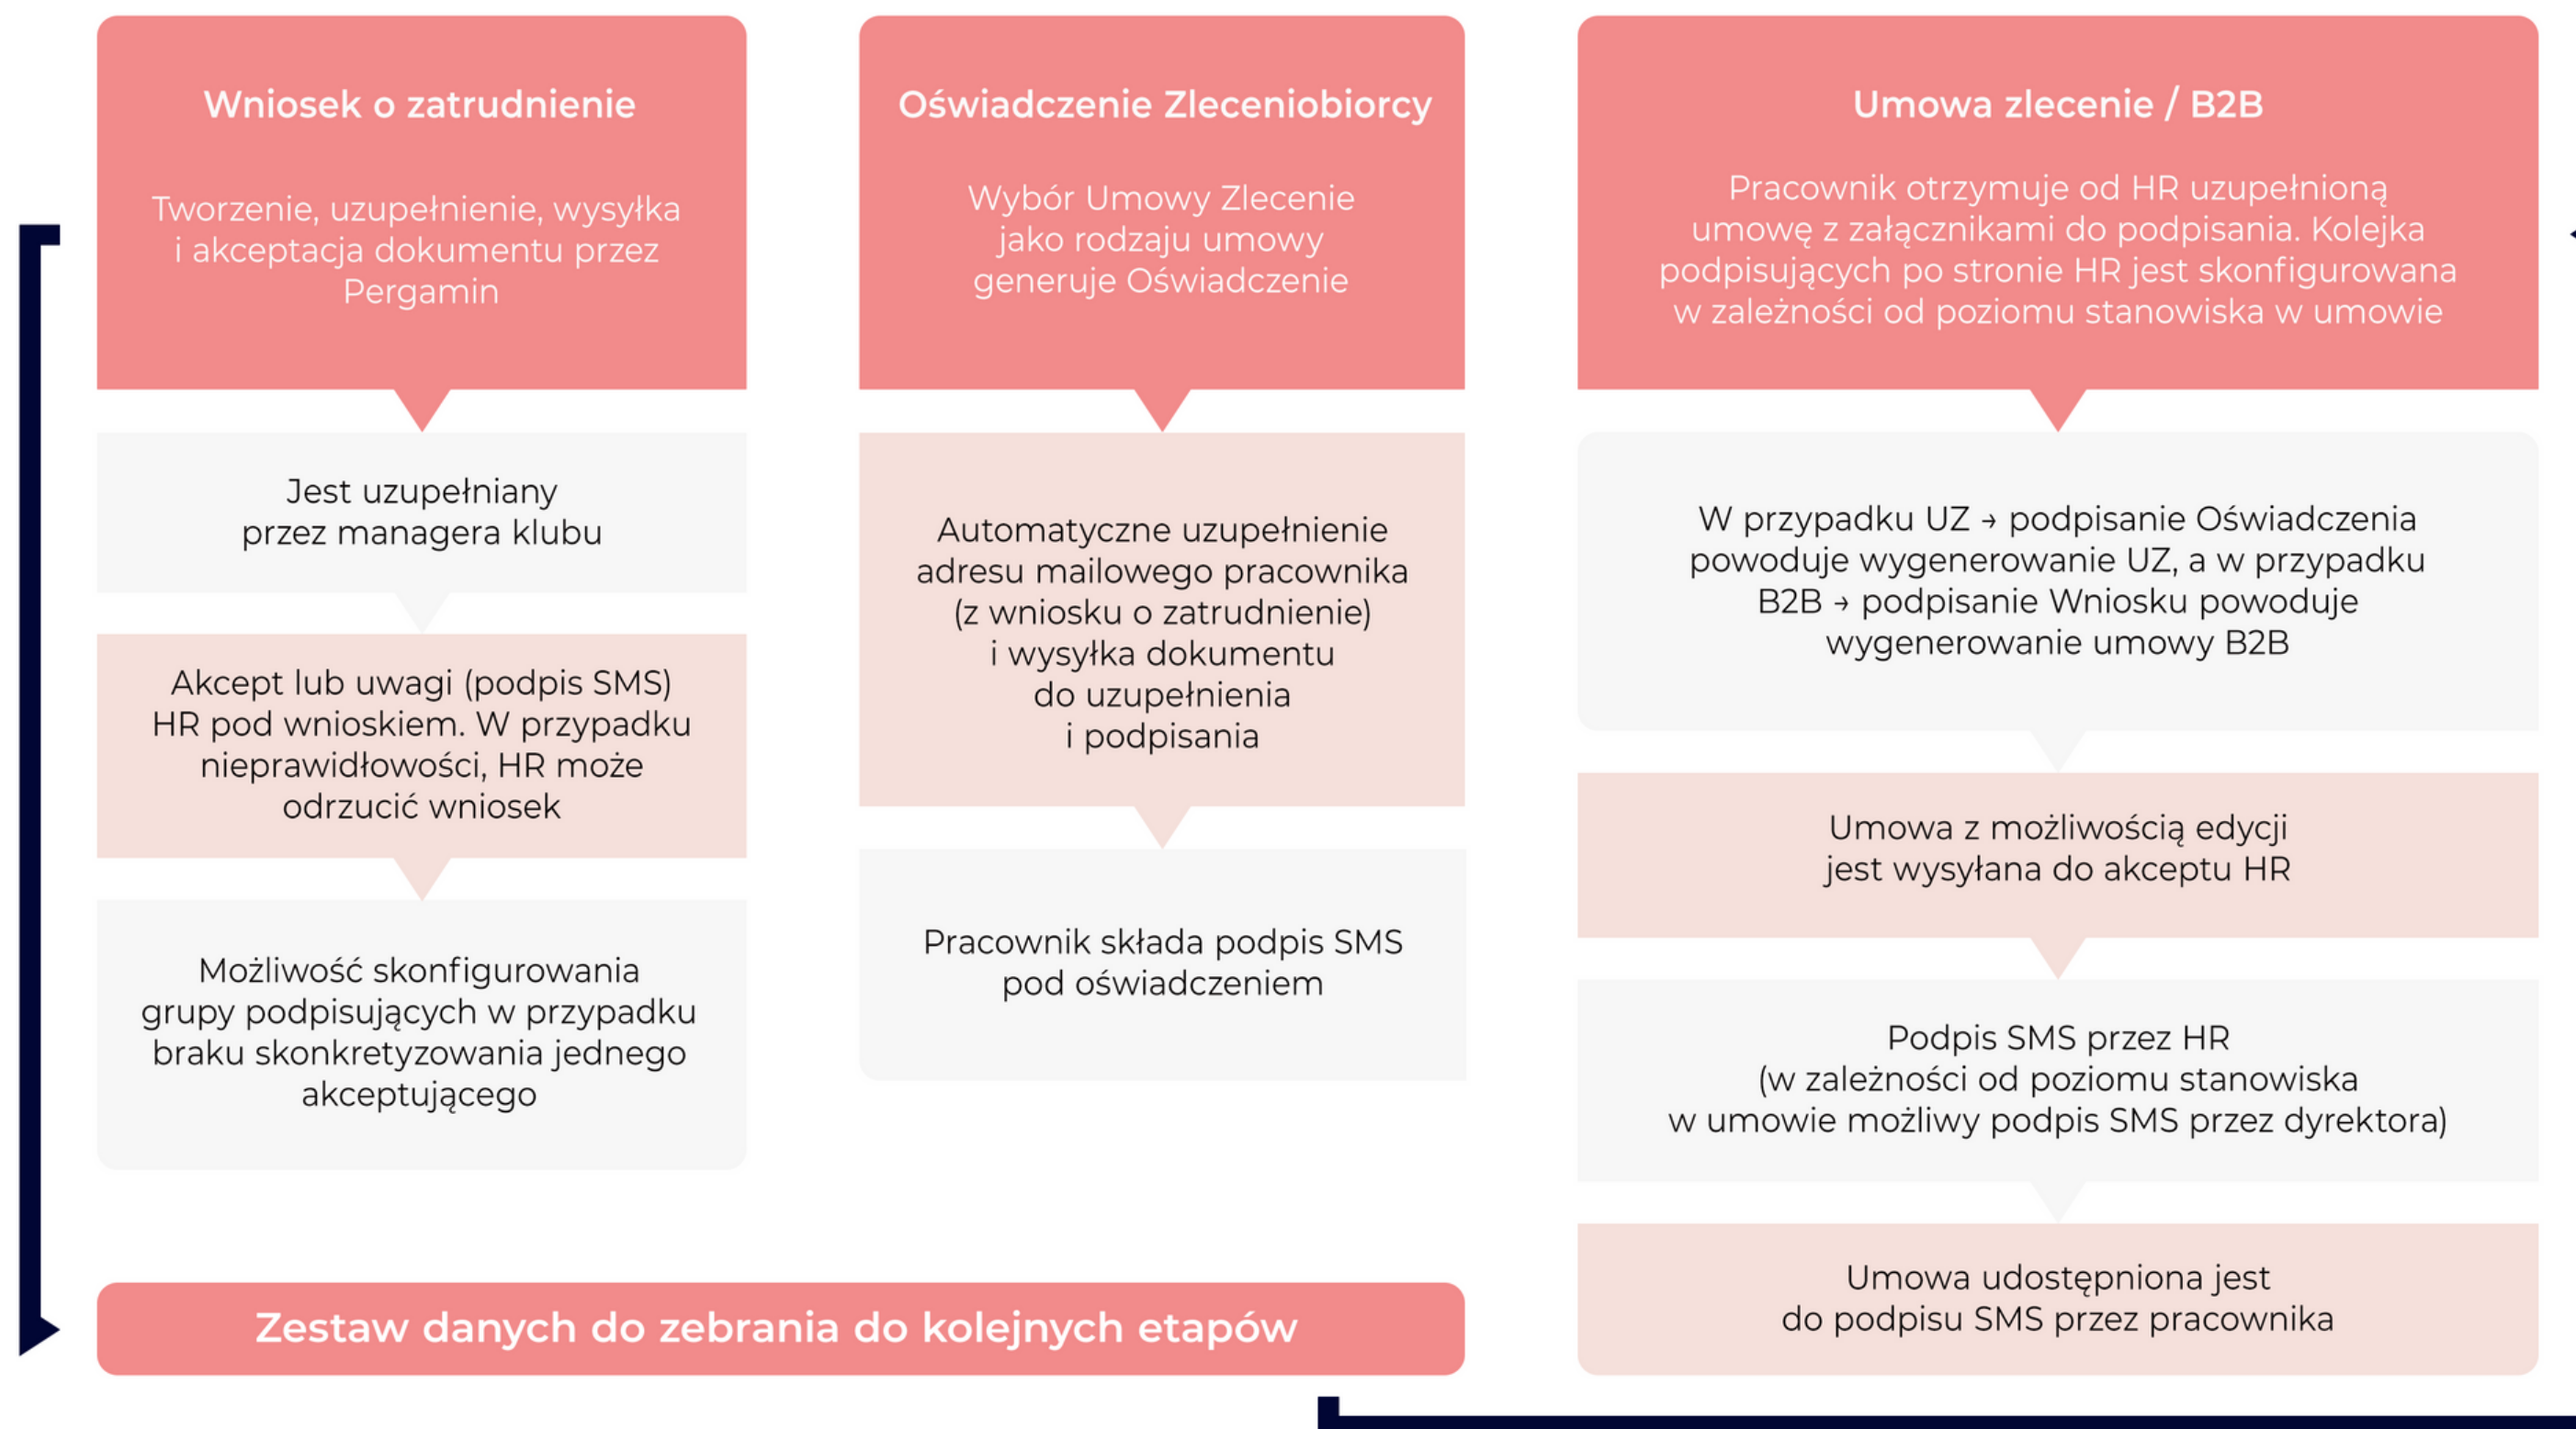 Wniosek o zatrudnienie
Tworzenie, uzupełnienie, wysyłka
i akceptacja dokumentu przez
Pergamin
Jest uzupełniany
przez managera klubu
Akcept lub uwagi (podpis SMS)
HR pod wnioskiem. W przypadku
nieprawidłowości, HR może
odrzucić wniosek
Możliwość skonfigurowania
grupy podpisujących w przypadku
braku skonkretyzowania jednego
akceptującego
Oświadczenie Zleceniobiorcy
Wybór Umowy Zlecenie
jako rodzaju umowy
generuje Oświadczenie
Automatyczne uzupełnienie
adresu mailowego pracownika
(z wniosku o zatrudnienie)
i wysyłka dokumentu
do uzupełnienia
i podpisania
Pracownik składa podpis SMS
pod oświadczeniem
Zestaw danych do zebrania do kolejnych etapów
Umowa zlecenie / B2B
Pracownik otrzymuje od HR uzupełnioną
umowę z załącznikami do podpisania. Kolejka
podpisujących po stronie HR jest skonfigurowana
w zależności od poziomu stanowiska w umowie
W przypadku UZ → podpisanie Oświadczenia
powoduje wygenerowanie UZ, a w przypadku
B2B → podpisanie Wniosku powoduje
wygenerowanie umowy B2B
Umowa z możliwością edycji
jest wysyłana do akceptu HR
Podpis SMS przez HR
(w zależności od poziomu stanowiska
w umowie możliwy podpis SMS przez dyrektora)
Umowa udostępniona jest
do podpisu SMS przez pracownika